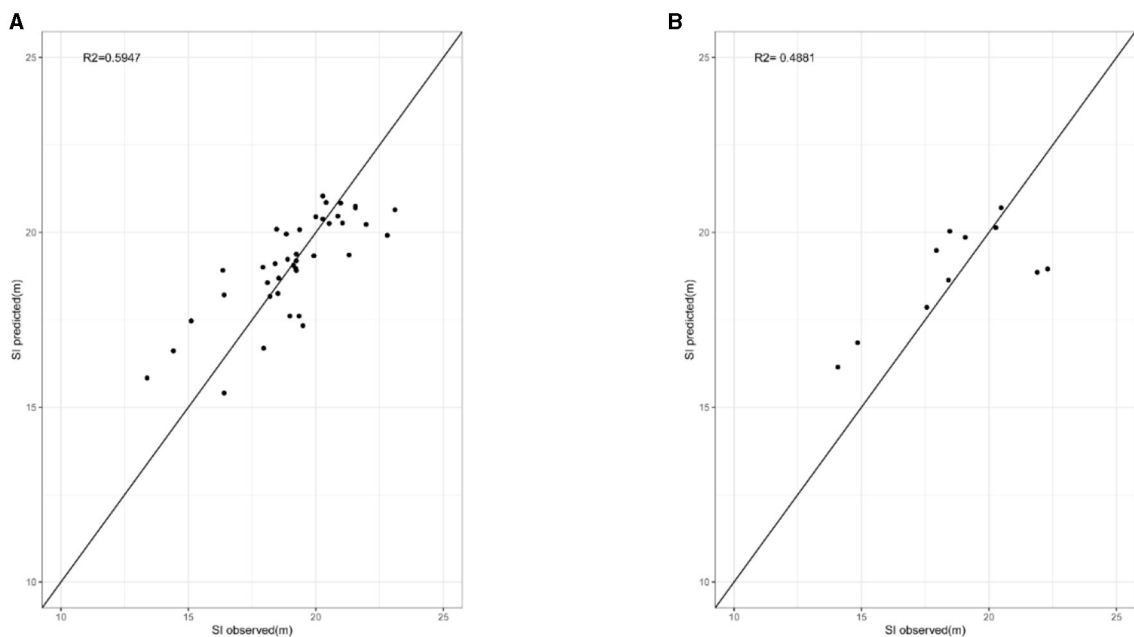 A
R2=0.5947
25
20
15
10
SI predicted(m)
10 15 20 25
SI observed(m)
B
R2= 0.4881
25
20
15
10
SI predicted(m)
10 15 20 25
SI observed(m)